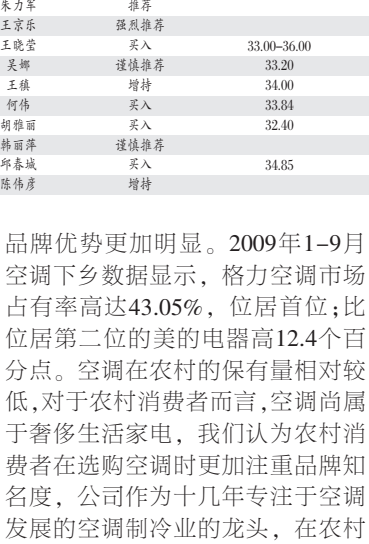 朱力军 推荐
王京乐 强烈推荐
王晓莹 买入 33.00–36.00
吴娜 谨慎推荐 33.20
王稹 增持 34.00
何伟 买入 33.84
胡雅丽 买入 32.40
韩丽萍 谨慎推荐
邱春城 买入 34.85
陈伟彦 增持
品牌优势更加明显。2009年1–9月
空调下乡数据显示，格力空调市场
占有率高达43.05%，位居首位;比
位居第二位的美的电器高12.4个百
分点。空调在农村的保有量相对较
低,对于农村消费者而言,空调尚属
于奢侈生活家电，我们认为农村消
费者在选购空调时更加注重品牌知
名度，公司作为十几年专注于空调
发展的空调制冷业的龙头，在农村